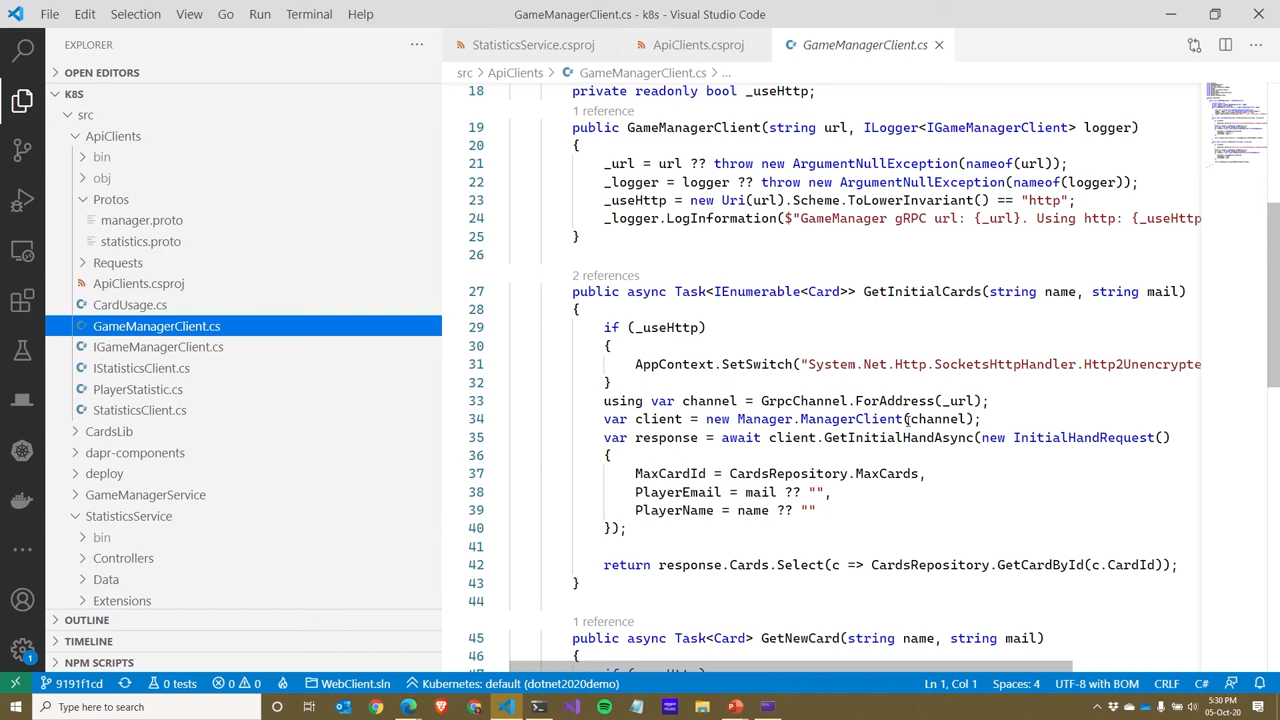 File Edit Selection View Go Run Terminal Help GameManagerClient.cs - k8s - Visual Studio Code
EXPLORER
OPEN EDITORS
K8S
src
ApiClients
bin
obj
Protos
manager.proto
statistics.proto
Requests
ApiClients.csproj
CardUsage.cs
GameManagerClient.cs
IGameManagerClient.cs
IStatisticsClient.cs
PlayerStatistic.cs
StatisticsClient.cs
CardsLib
dapr-components
deploy
GameManagerService
StatisticsService
bin
Controllers
Data
Extensions
OUTLINE
TIMELINE
NPM SCRIPTS
StatisticsService.csproj ApiClients.csproj GameManagerClient.cs
src > ApiClients > GameManagerClient.cs > ...
18 private readonly bool _useHttp;
1 reference
19 public GameManagerClient(string url, ILogger<IGameManagerClient> logger)
20 {
21 _url = url ?? throw new ArgumentNullException(nameof(url));
22 _logger = logger ?? throw new ArgumentNullException(nameof(logger));
23 _useHttp = new Uri(url).Scheme.ToLowerInvariant() == "http";
24 _logger.LogInformation($"GameManager gRPC url: {_url}. Using http: {_useHttp
25 }
26
2 references
27 public async Task<IEnumerable<Card>> GetInitialCards(string name, string mail)
28 {
29 if (_useHttp)
30 {
31 AppContext.SetSwitch("System.Net.Http.SocketsHttpHandler.Http2Unencrypte
32 }
33 using var channel = GrpcChannel.ForAddress(_url);
34 var client = new Manager.ManagerClient(channel);
35 var response = await client.GetInitialHandAsync(new InitialHandRequest()
36 {
37 MaxCardId = CardsRepository.MaxCards,
38 PlayerEmail = mail ?? "",
39 PlayerName = name ?? ""
40 });
41
42 return response.Cards.Select(c => CardsRepository.GetCardById(c.CardId));
43 }
44
1 reference
45 public async Task<Card> GetNewCard(string name, string mail)
46 {
1
9191f1cd 0 tests 0 0 WebClient.sln Kubernetes: default (dotnet2020demo) Ln 1, Col 1 Spaces: 4 UTF-8 with BOM CRLF C#
Type here to search
5:30 PM
05-Oct-20